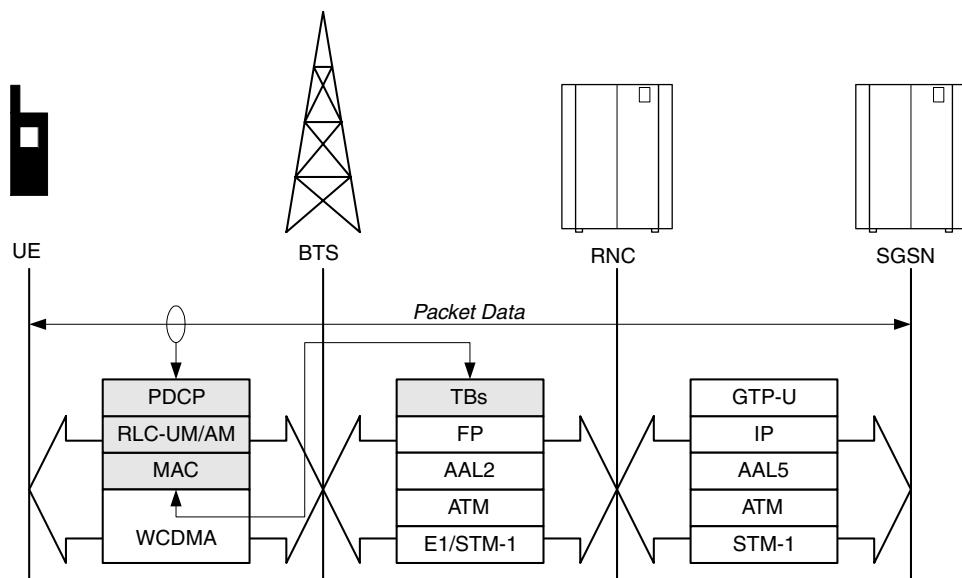 UE
BTS
RNC
SGSN
Packet Data
PDCP
RLC-UM/AM
MAC
WCDMA
TBs
FP
AAL2
ATM
E1/STM-1
GTP-U
IP
AAL5
ATM
STM-1